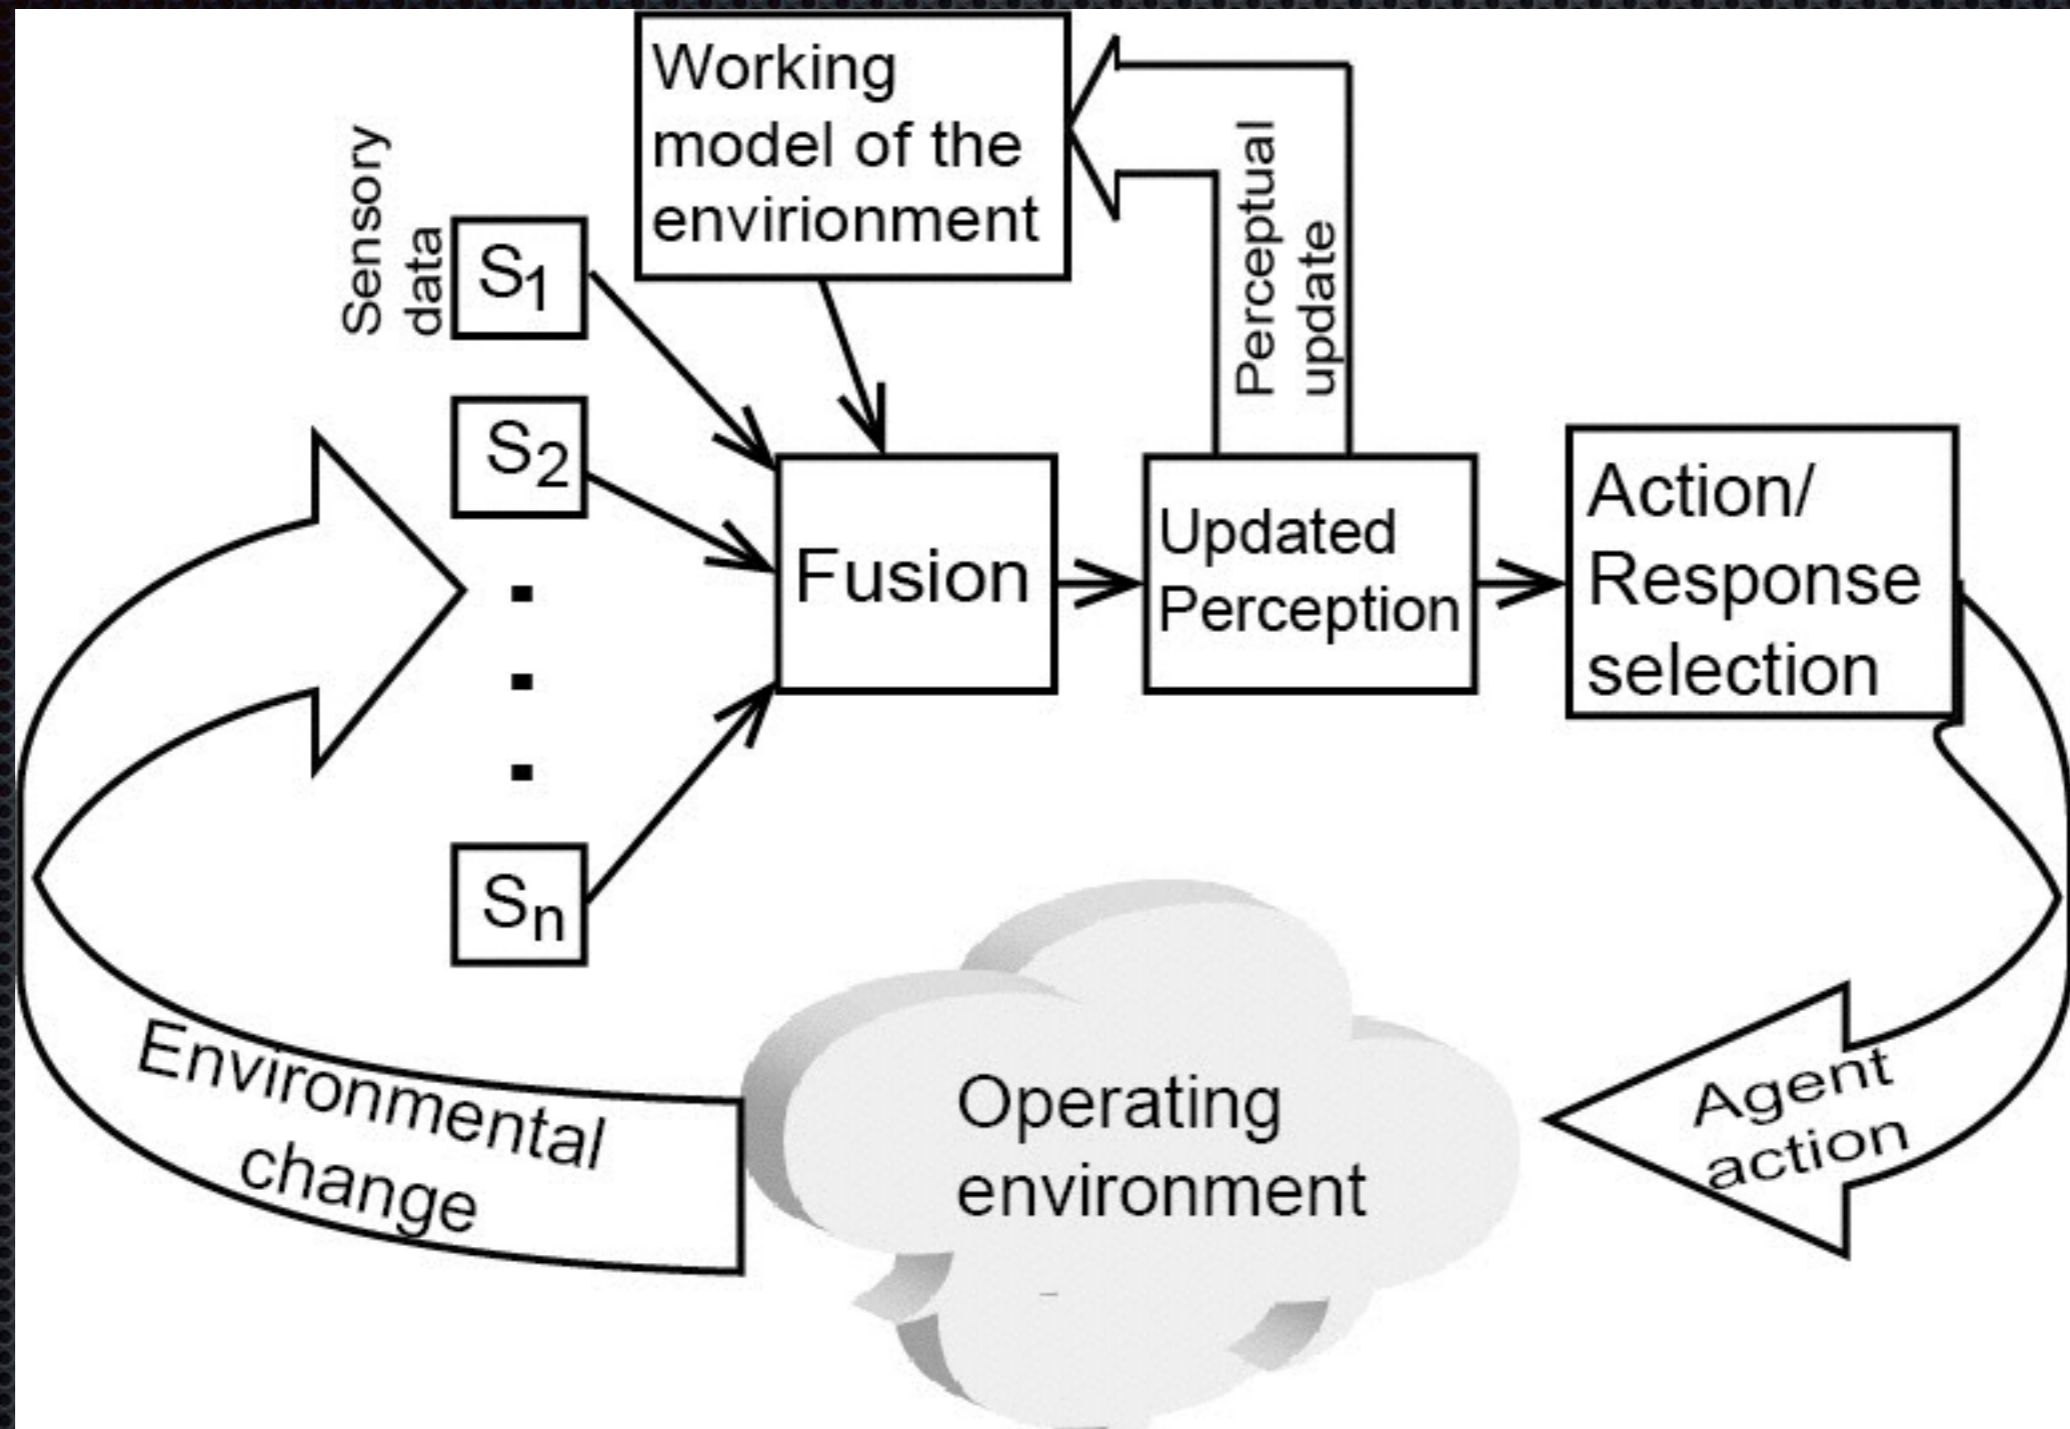 Working
model of the
envirionment
Sensory
data
S1
Perceptual
update
S2
Fusion
Updated
Perception
Action/
Response
selection
Sn
Environmental
change
Operating
environment
Agent
action